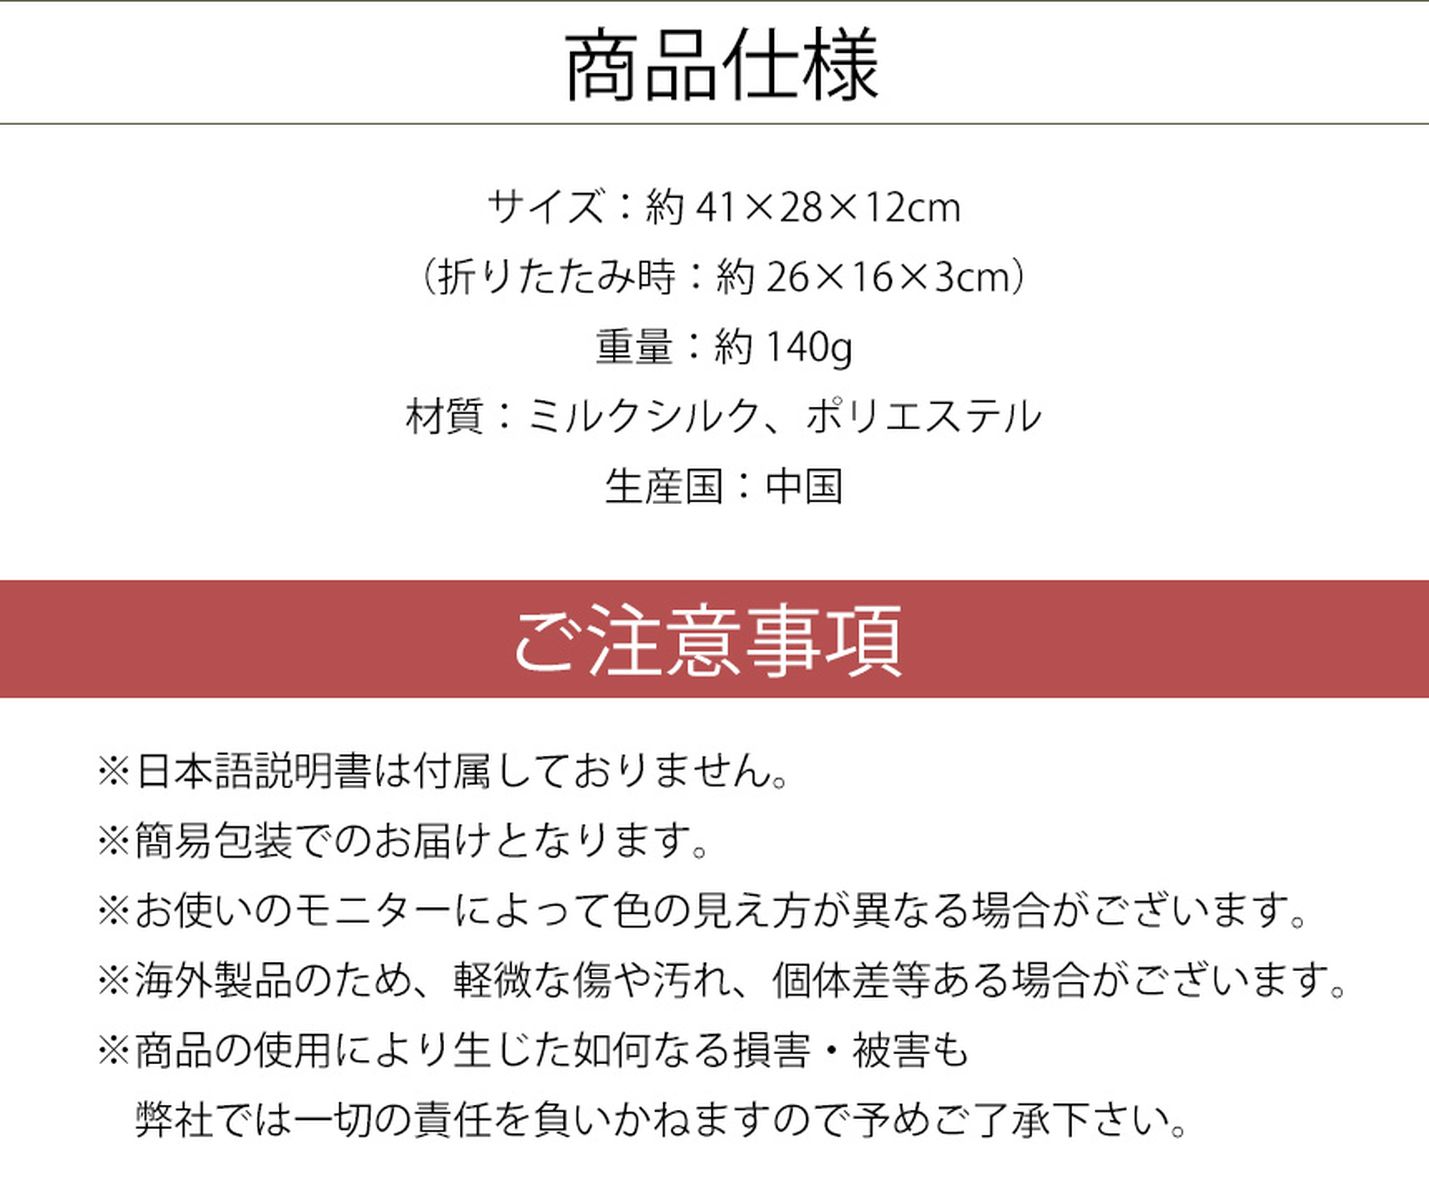 商品仕様
サイズ：約 41×28×12cm
（折りたたみ時：約 26×16×3cm）
重量：約 140g
材質：ミルクシルク、ポリエステル
生産国：中国
ご注意事項
※日本語説明書は付属しておりません。
※簡易包装でのお届けとなります。
※お使いのモニターによって色の見え方が異なる場合がございます。
※海外製品のため、軽微な傷や汚れ、個体差等ある場合がございます。
※商品の使用により生じた如何なる損害・被害も
弊社では一切の責任を負いかねますので予めご了承下さい。